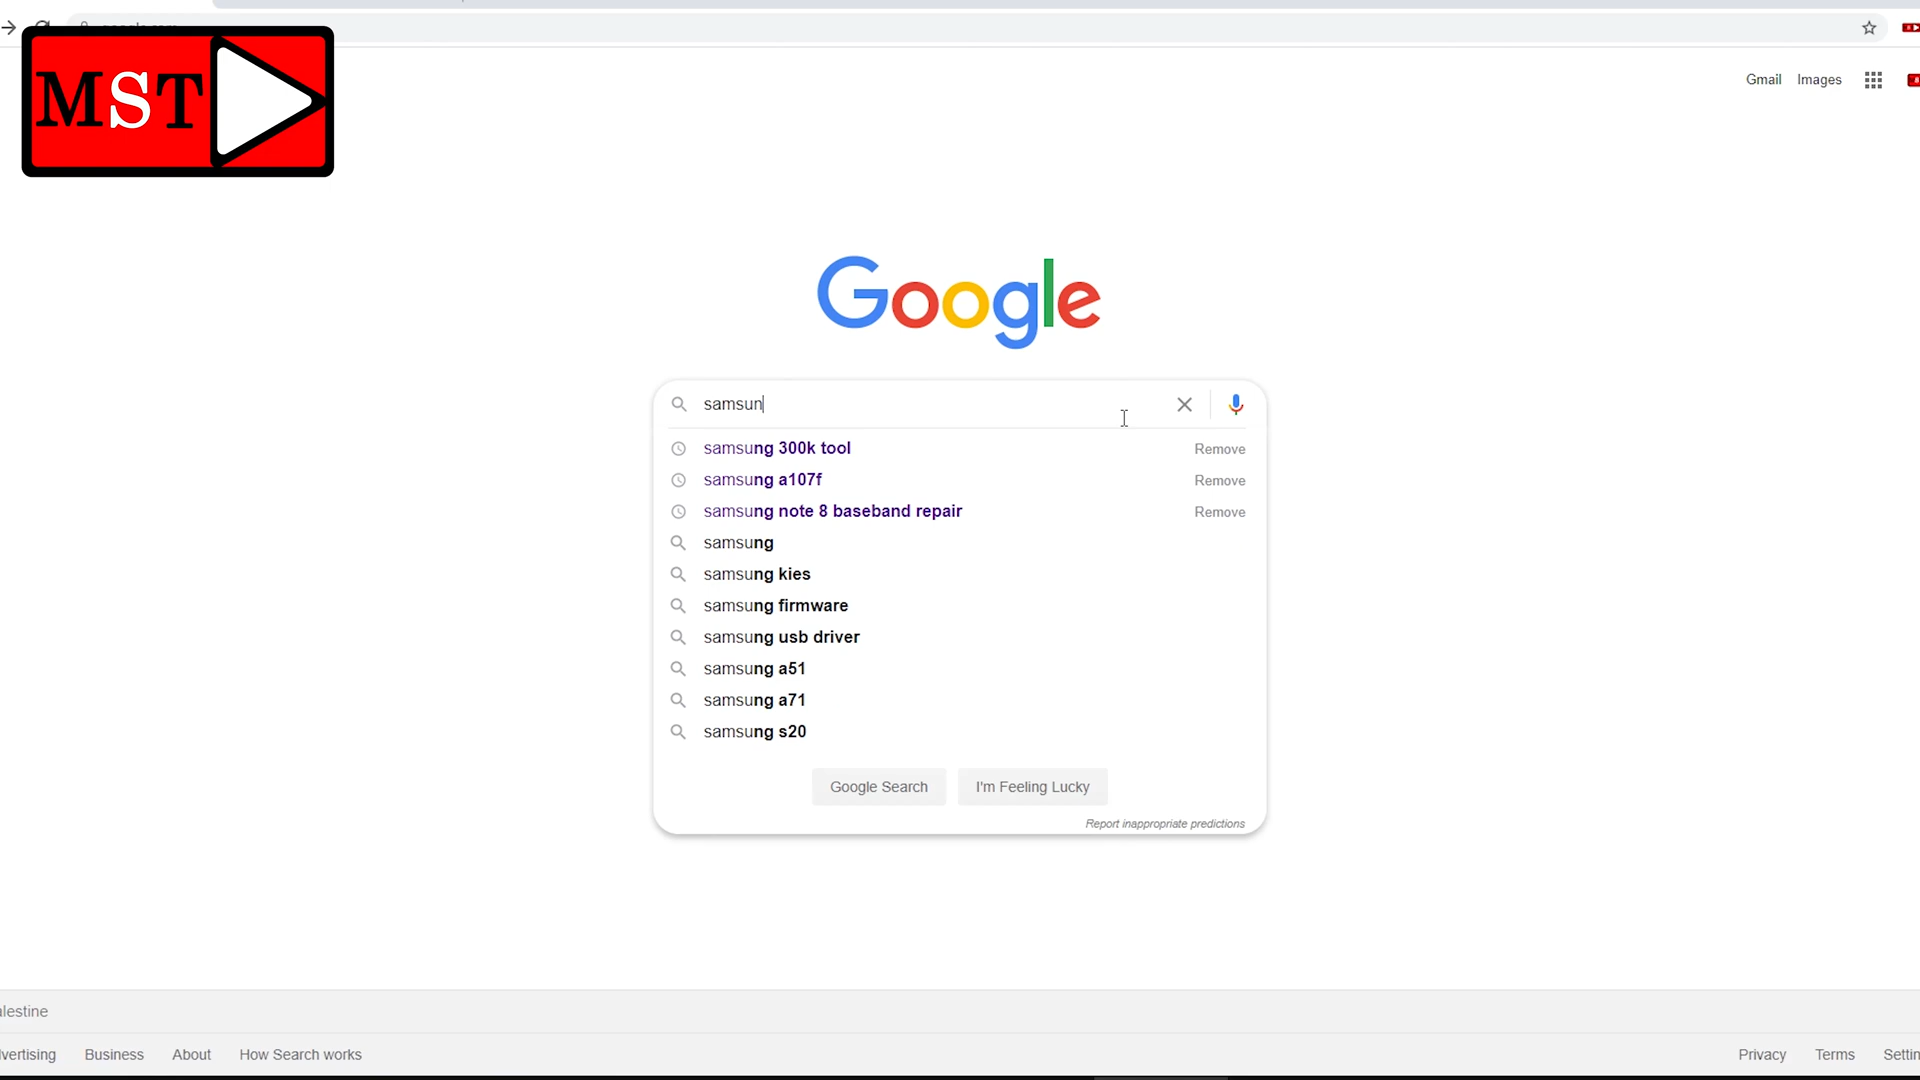 MST
Gmail Images
Google
samsun
samsung 300k tool Remove
samsung a107f Remove
samsung note 8 baseband repair Remove
samsung
samsung kies
samsung firmware
samsung usb driver
samsung a51
samsung a71
samsung s20
Google Search I'm Feeling Lucky
Report inappropriate predictions
alestine
vertising Business About How Search works Privacy Terms Settin